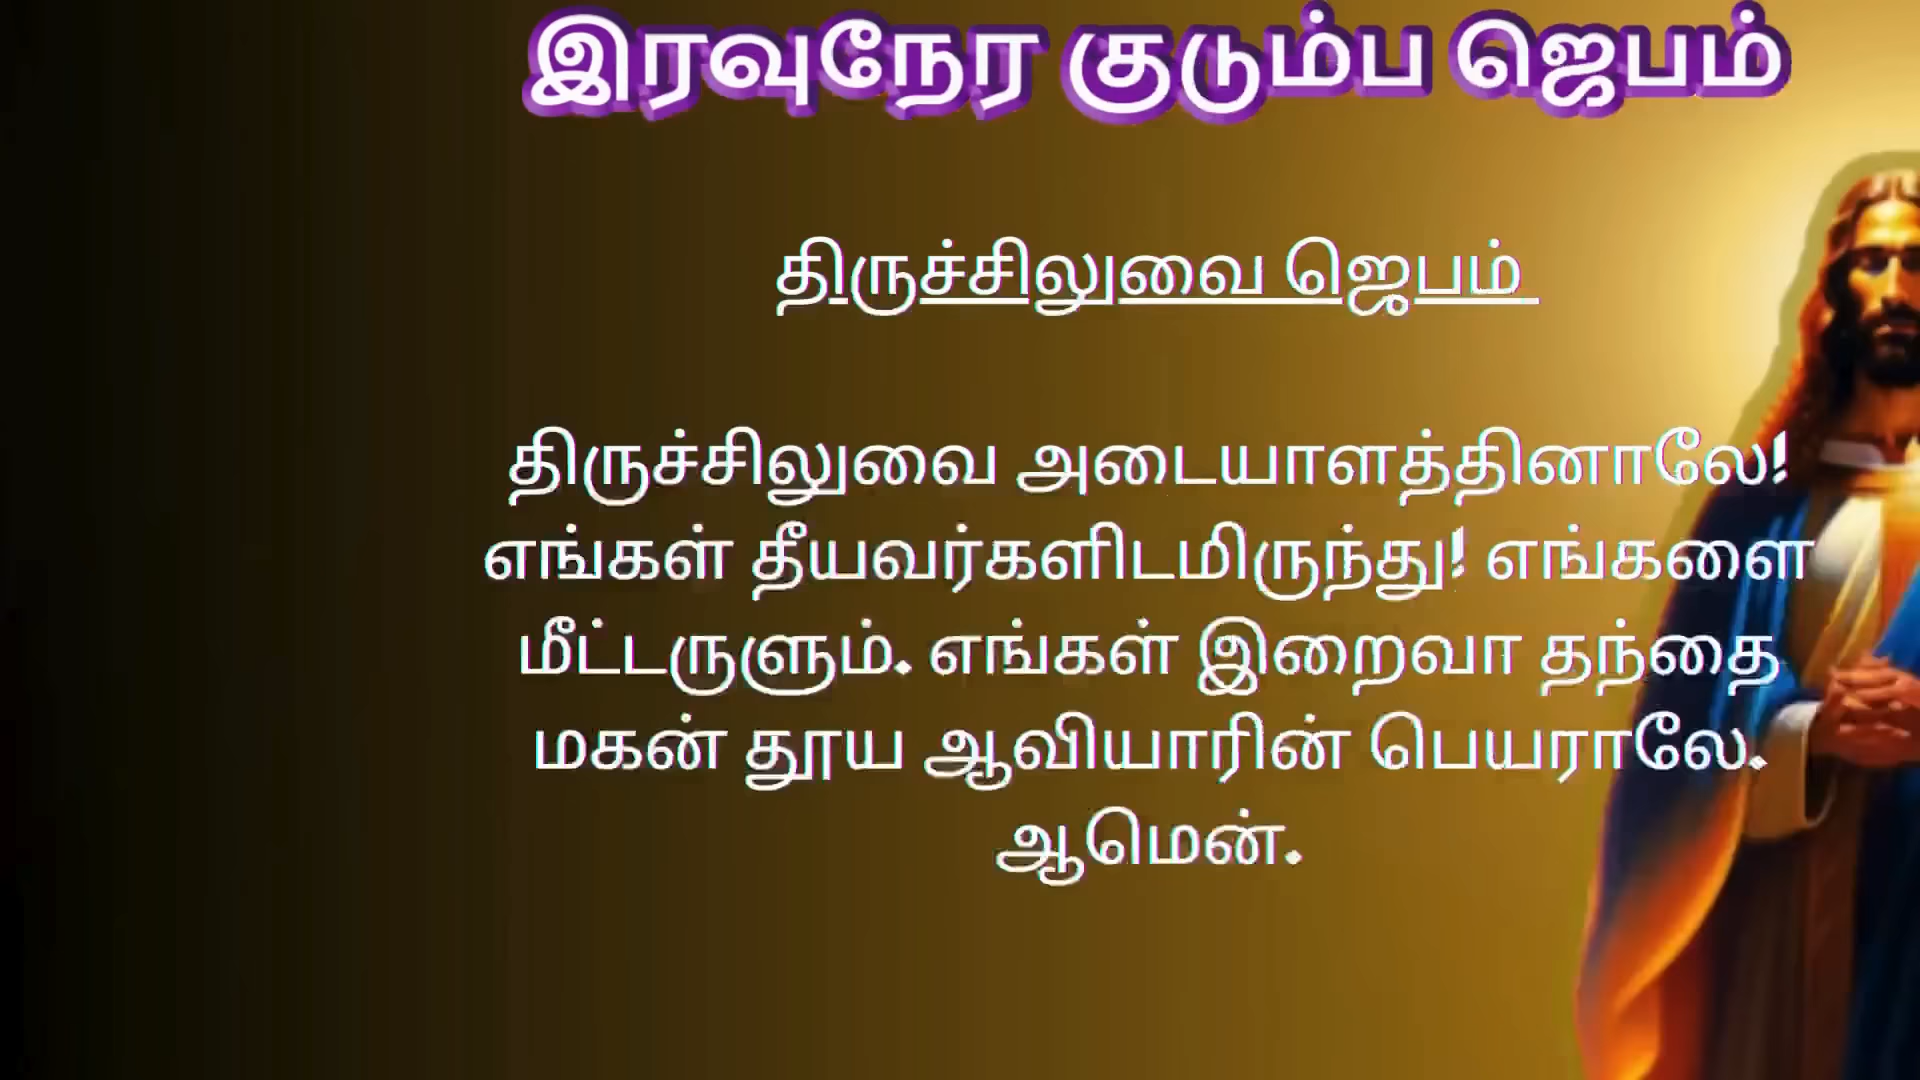 இரவுநேர குடும்ப ஜெபம்
திருச்சிலுவை ஜெபம்
திருச்சிலுவை அடையாளத்தினாலே!
எங்கள் தீயவர்களிடமிருந்து! எங்களை
மீட்டருளும். எங்கள் இறைவா தந்தை
மகன் தூய ஆவியாரின் பெயராலே.
ஆமென்.